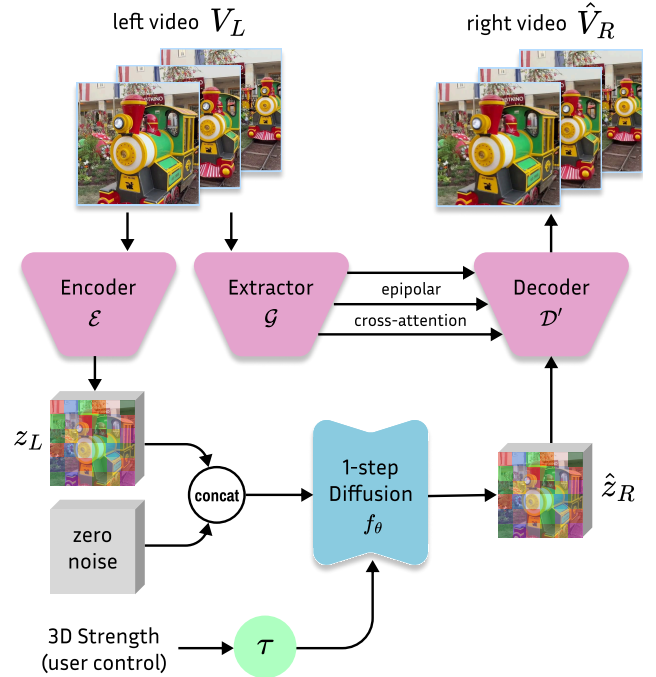 left video V_L
right video V̂_R
Encoder
ℰ
Extractor
𝒢
epipolar
cross-attention
Decoder
𝒟′
z_L
concat
zero
noise
1-step
Diffusion
f_θ
ẑ_R
3D Strength
(user control)
τ